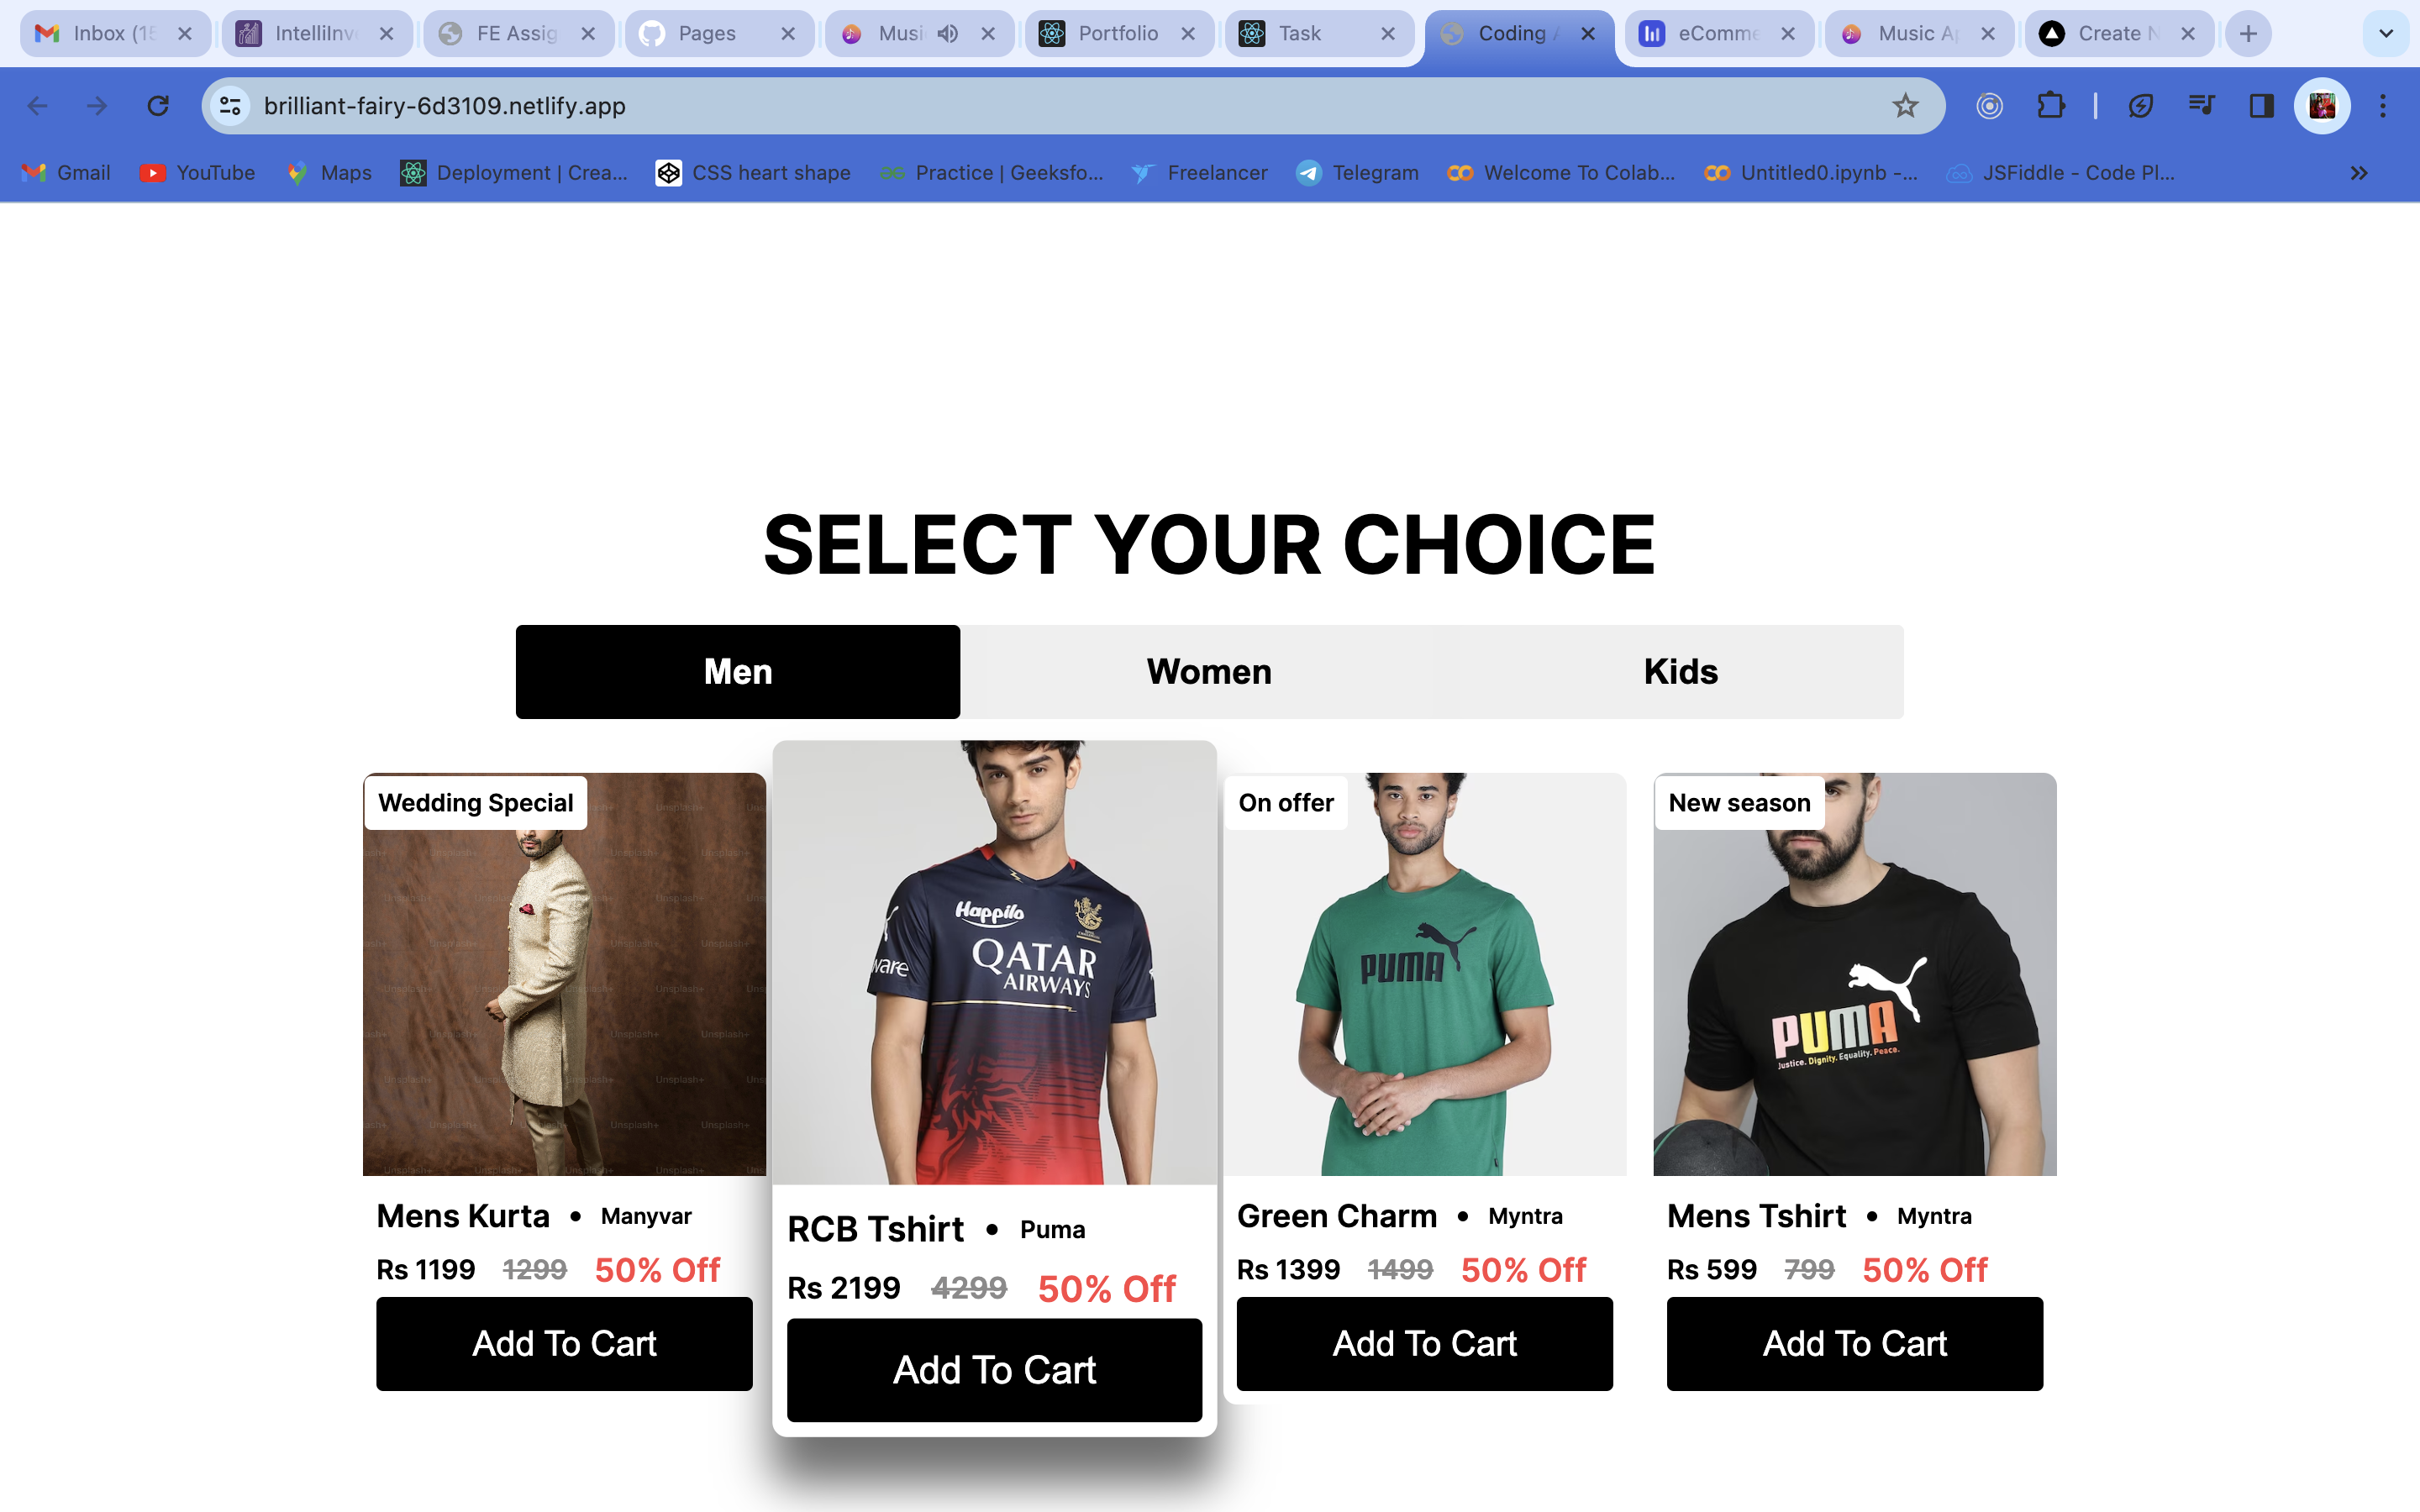 Inbox (15
IntelliInv
FE Assig
Pages
Musi
Portfolio
Task
Coding A
eComme
Music Ap
Create N
brilliant-fairy-6d3109.netlify.app
Gmail
YouTube
Maps
Deployment | Crea...
CSS heart shape
Practice | Geeksfo...
Freelancer
Telegram
Welcome To Colab...
Untitled0.ipynb -...
JSFiddle - Code Pl...
SELECT YOUR CHOICE
Men
Women
Kids
Wedding Special
Unsplash+
Happilo
ware
QATAR
AIRWAYS
On offer
PUMA
New season
PUMA
Justice. Dignity. Equality. Peace.
Mens Kurta • Manyvar
Rs 1199 1299 50% Off
Add To Cart
RCB Tshirt • Puma
Rs 2199 4299 50% Off
Add To Cart
Green Charm • Myntra
Rs 1399 1499 50% Off
Add To Cart
Mens Tshirt • Myntra
Rs 599 799 50% Off
Add To Cart